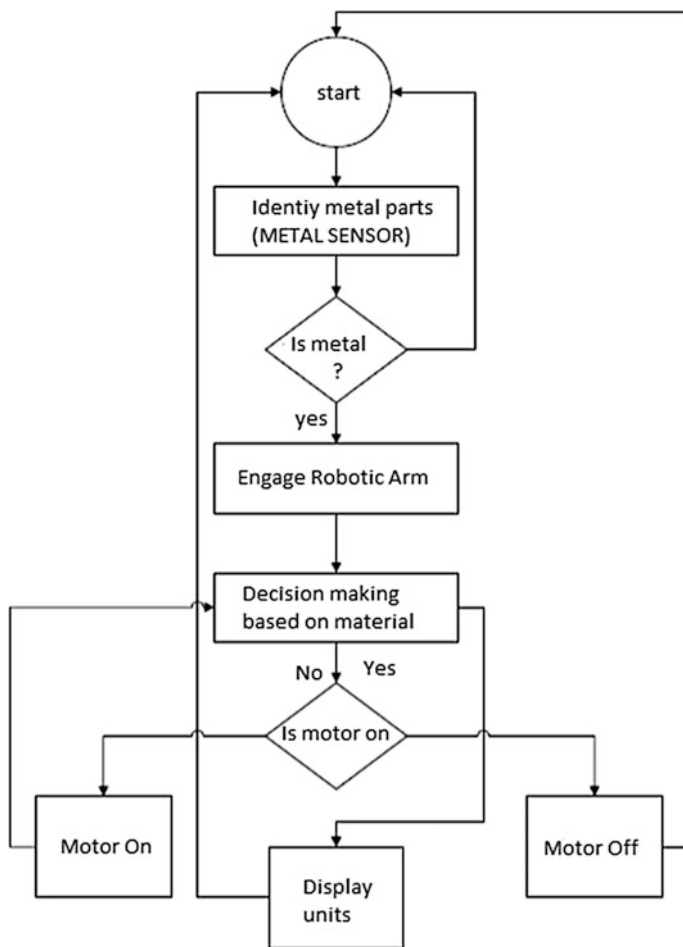 start
Identiy metal parts
(METAL SENSOR)
Is metal
?
yes
Engage Robotic Arm
Decision making
based on material
No
Yes
Is motor on
Motor On
Motor Off
Display
units